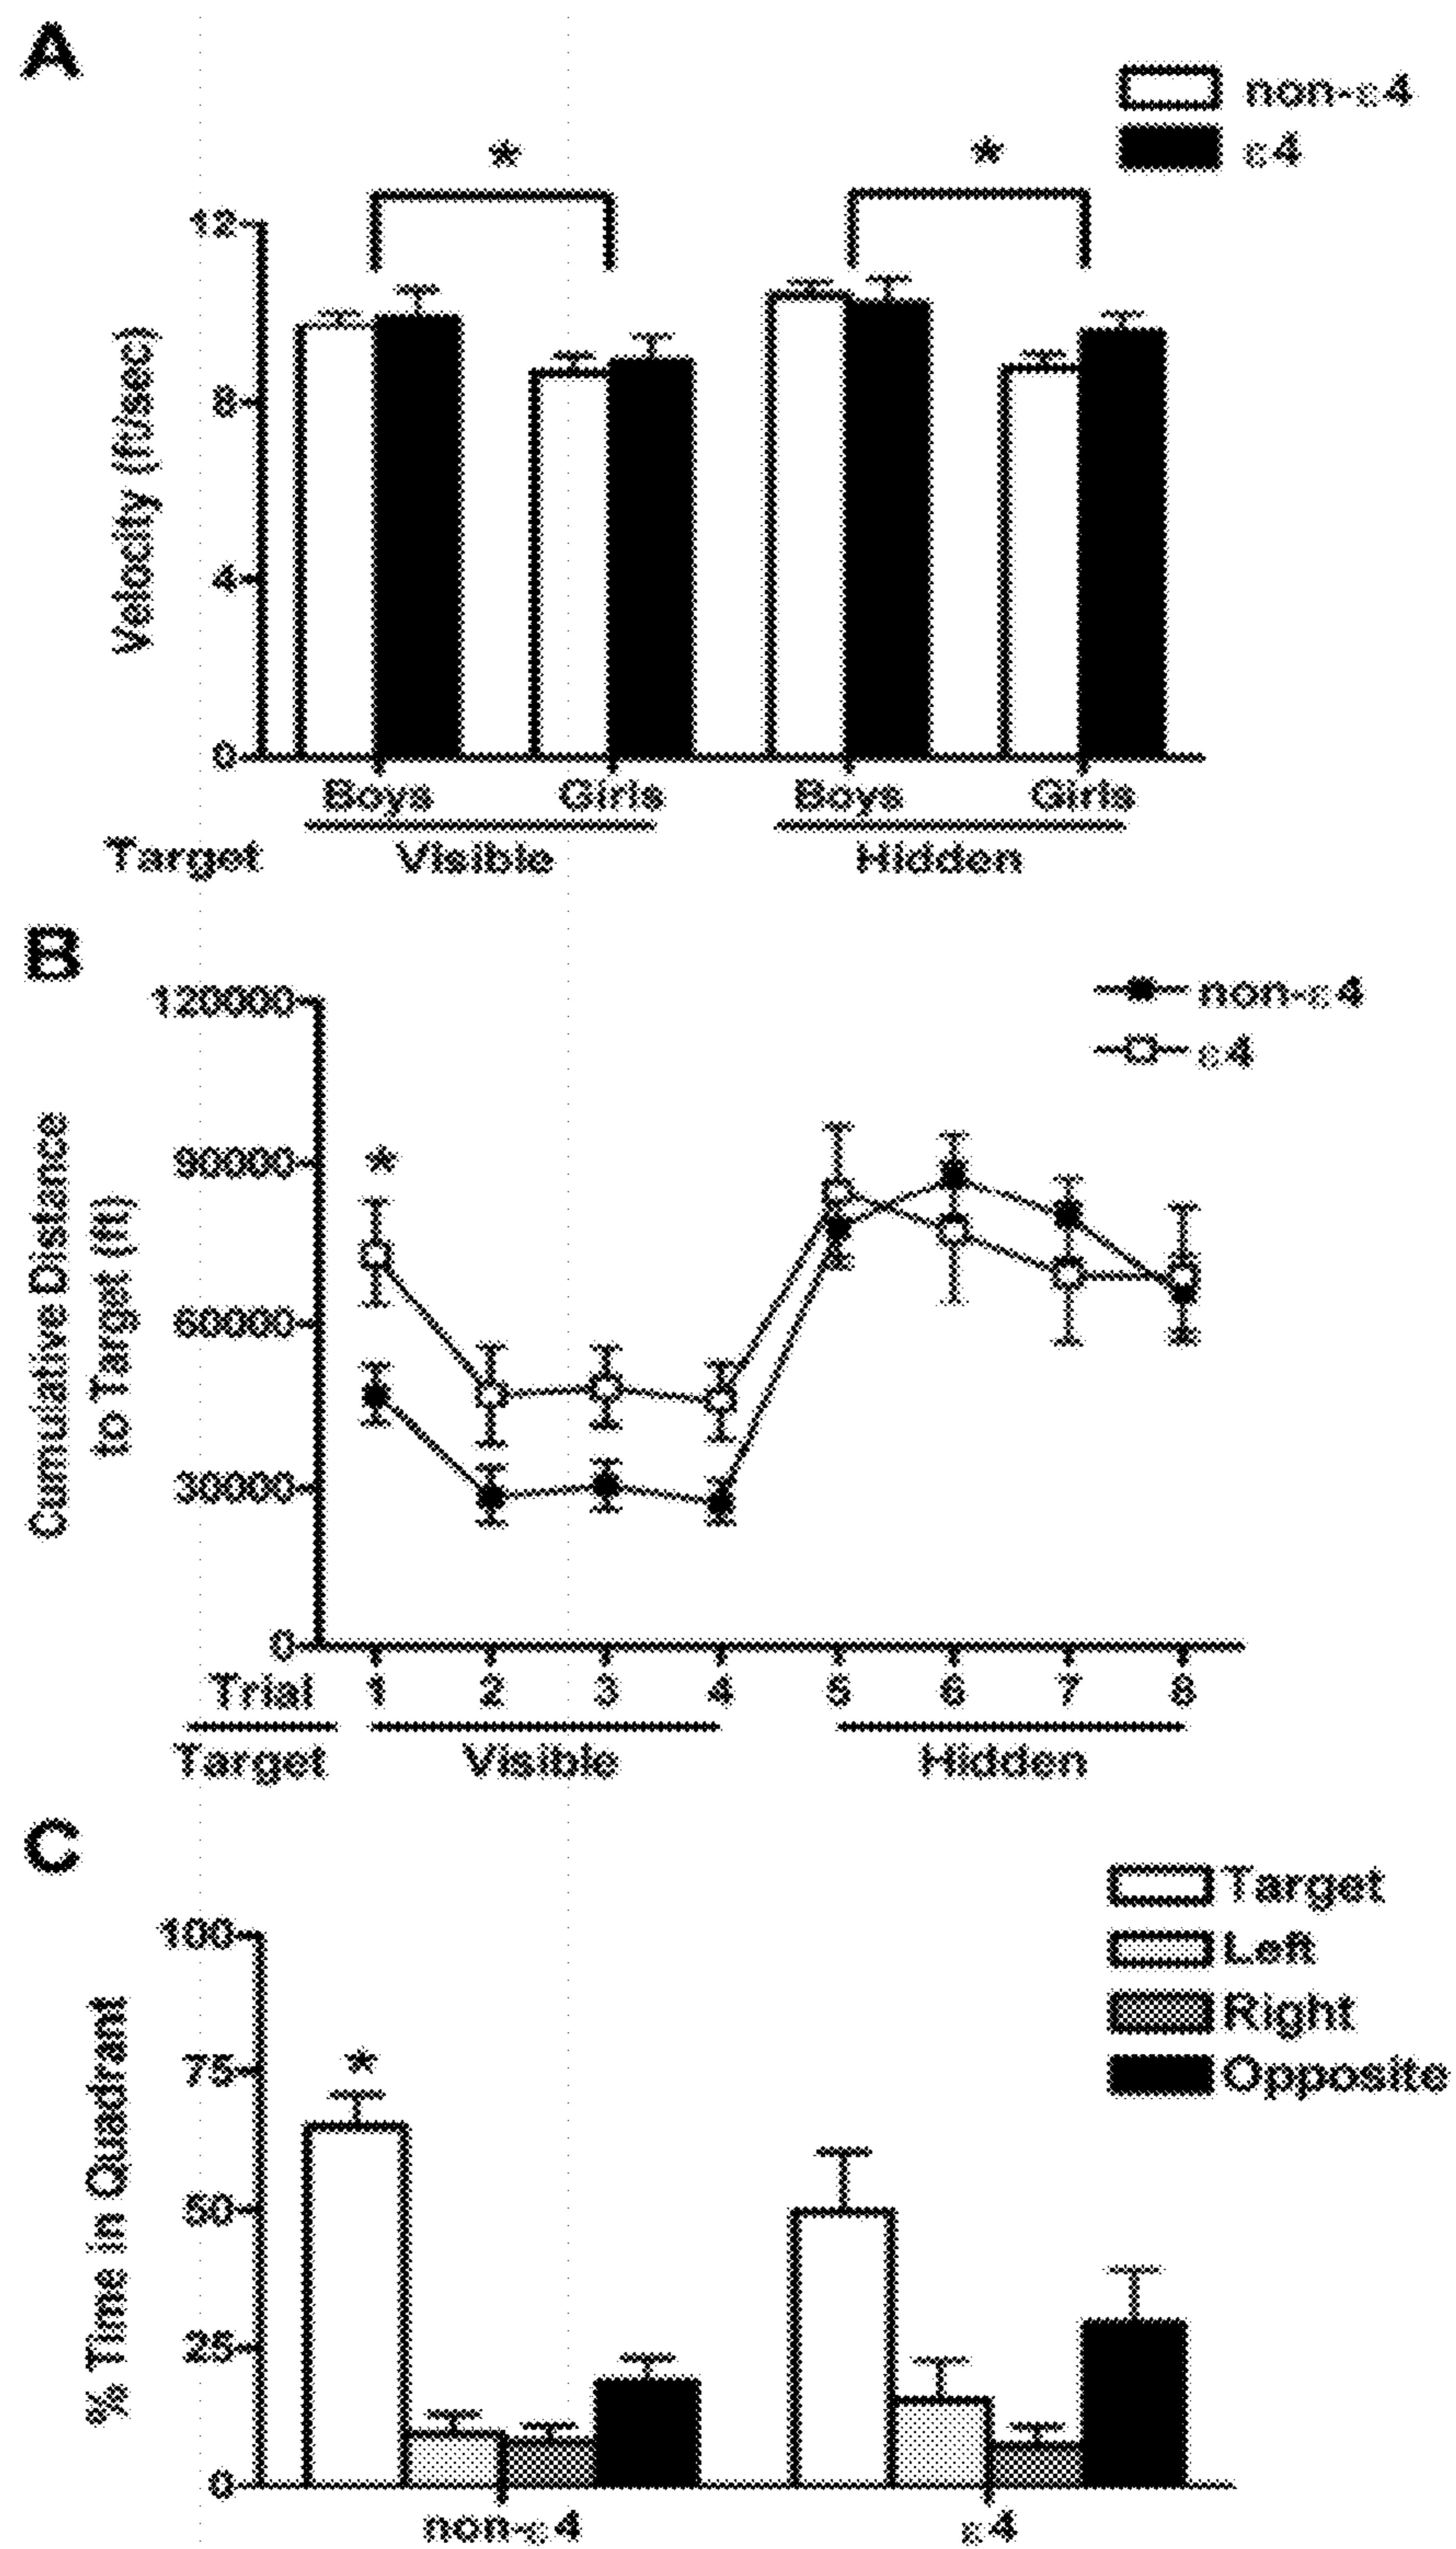 A
non-ε4
ε4
*
*
12
8
4
0
Velocity (ft/sec)
Boys
Girls
Boys
Girls
Target
Visible
Hidden
B
non-ε4
ε4
120000
90000
60000
30000
0
Cumulative Distance
to Target (ft)
*
Trial
1
2
3
4
5
6
7
8
Target
Visible
Hidden
C
Target
Left
Right
Opposite
100
75
50
25
0
% Time in Quadrant
*
non-ε4
ε4